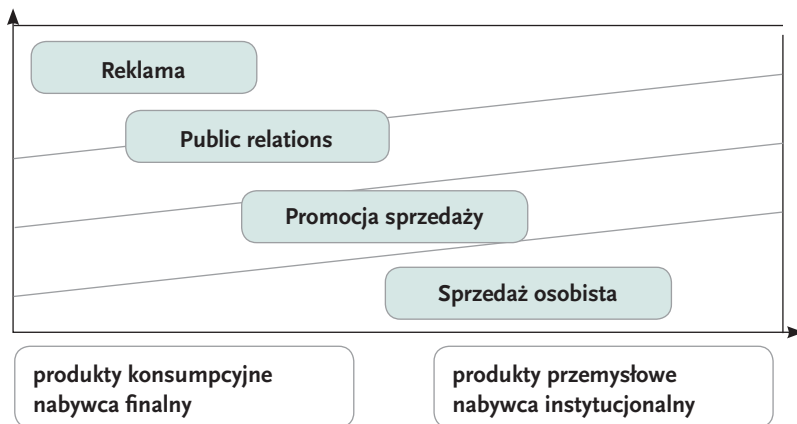 Reklama
Public relations
Promocja sprzedaży
Sprzedaż osobista
produkty konsumpcyjne
nabywca finalny
produkty przemysłowe
nabywca instytucjonalny